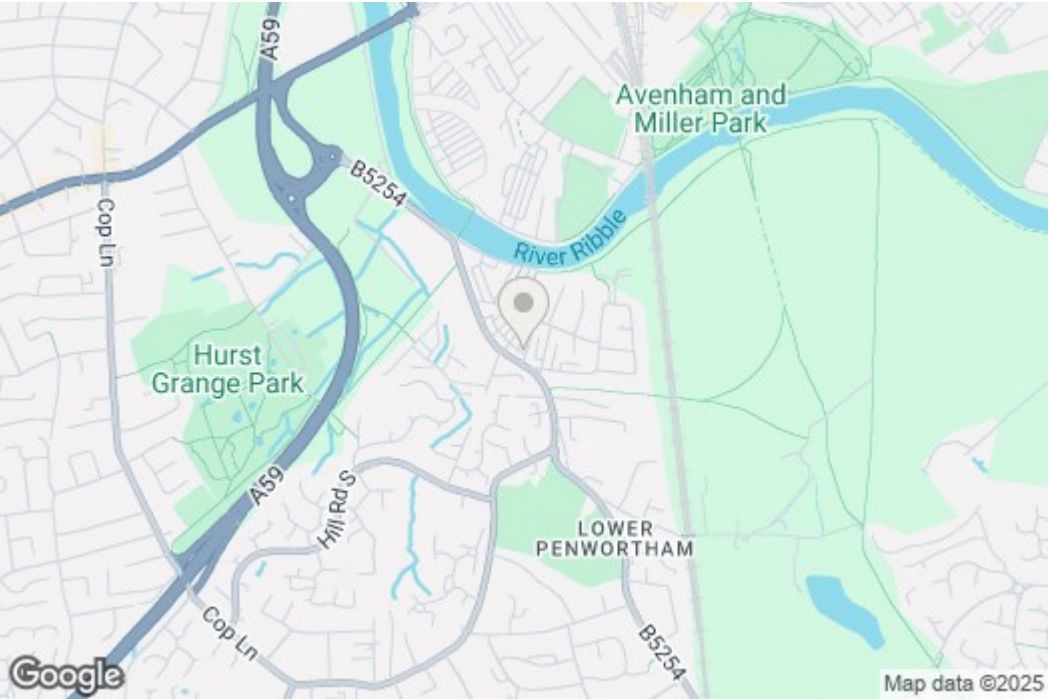 A59
Avenham and
Miller Park
B5254
Cop Ln
River Ribble
Hurst
Grange Park
A59
Hill Rd S
LOWER
PENWORTHAM
Cop Ln
B5254
Google
Map data ©2025